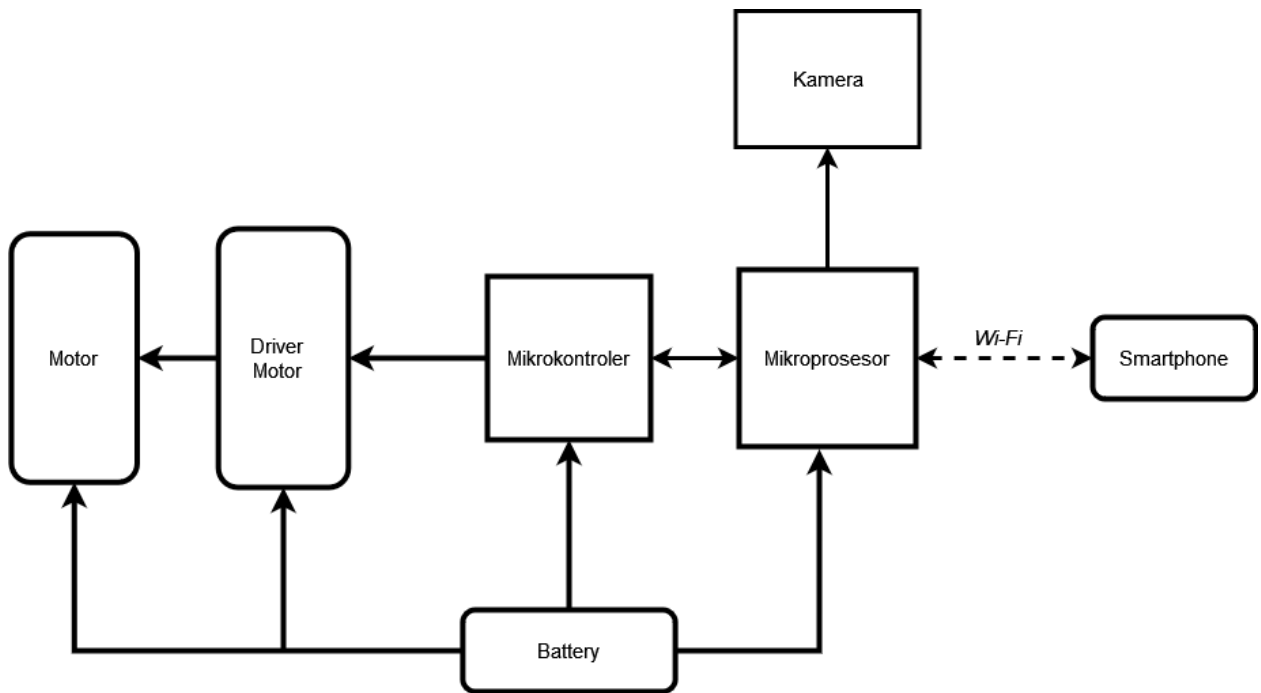 Kamera
Motor
Driver
Motor
Mikrokontroler
Mikroprosesor
Wi-Fi
Smartphone
Battery